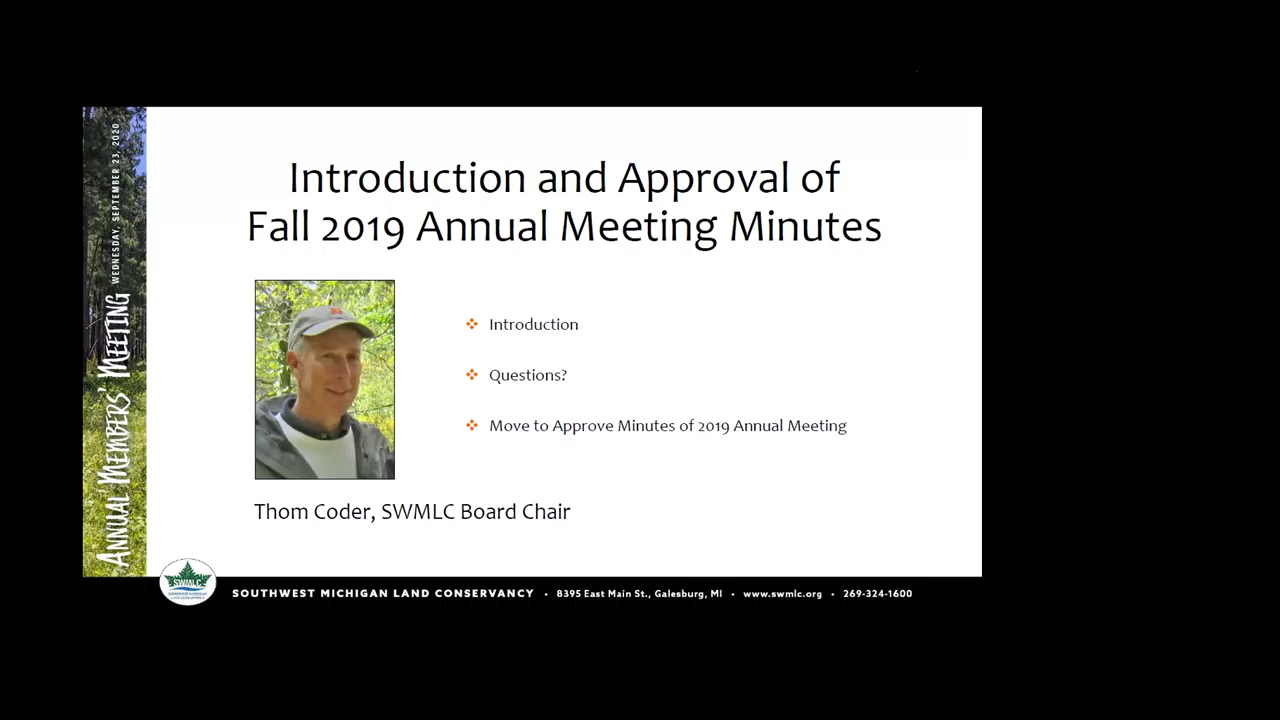 Introduction and Approval of
Fall 2019 Annual Meeting Minutes
❖ Introduction
❖ Questions?
❖ Move to Approve Minutes of 2019 Annual Meeting
Thom Coder, SWMLC Board Chair
ANNUAL MEMBERS' MEETING WEDNESDAY, SEPTEMBER 23, 2020
SWMLC
SOUTHWEST MICHIGAN LAND CONSERVANCY • 8395 East Main St., Galesburg, MI • www.swmlc.org • 269-324-1600